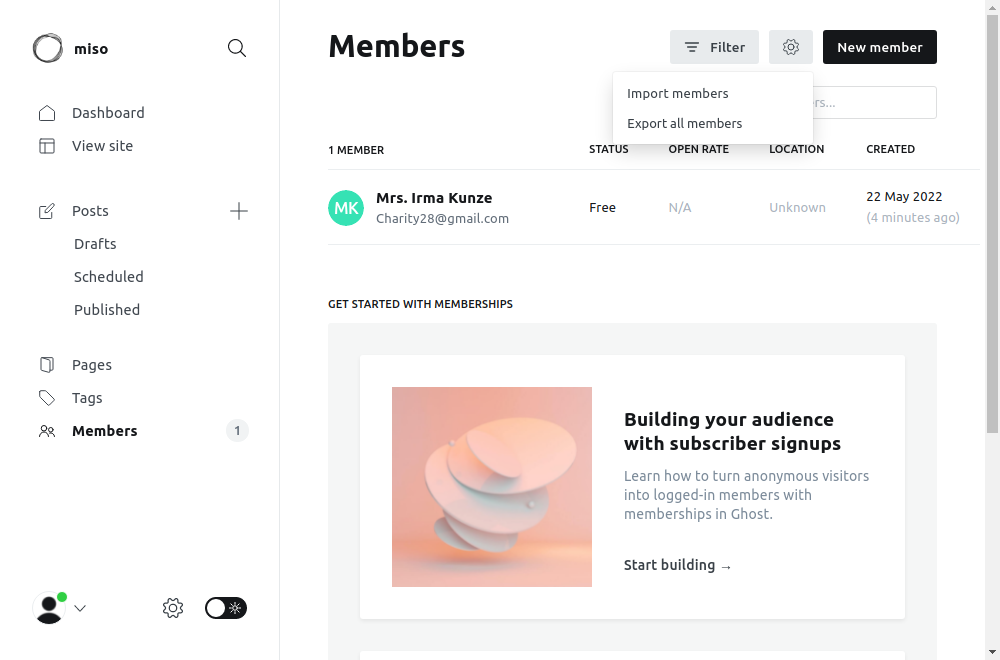 miso
Dashboard
View site
Posts
Drafts
Scheduled
Published
Pages
Tags
Members
1
Members
Filter
New member
Import members
Export all members
1 MEMBER
STATUS
OPEN RATE
LOCATION
CREATED
MK
Mrs. Irma Kunze
Charity28@gmail.com
Free
N/A
Unknown
22 May 2022
(4 minutes ago)
GET STARTED WITH MEMBERSHIPS
Building your audience
with subscriber signups
Learn how to turn anonymous visitors
into logged-in members with
memberships in Ghost.
Start building →